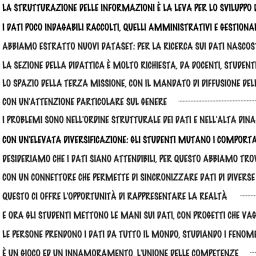 LA STRUTTURAZIONE DELLE INFORMAZIONI È LA LEVA PER LO SVILUPPO
I DATI POCO INDAGABILI RACCOLTI, QUELLI AMMINISTRATIVI E GESTIONA
ABBIAMO ESTRATTO NUOVI DATASET: PER LA RICERCA SUI DATI NASCOS
LA SEZIONE DELLA DIDATTICA È MOLTO RICHIESTA, DA DOCENTI, STUDENT
LO SPAZIO DELLA TERZA MISSIONE, CON IL MANDATO DI DIFFUSIONE DEL
CON UN'ATTENZIONE PARTICOLARE SUL GENERE
I PROBLEMI SONO NELL'ORDINE STRUTTURALE DEI DATI E NELL'ALTA DINA
CON UN'ELEVATA DIVERSIFICAZIONE: GLI STUDENTI MUTANO I COMPORTA
DESIDERIAMO CHE I DATI SIANO ATTENDIBILI, PER QUESTO ABBIAMO TRO
CON UN CONNETTORE CHE PERMETTE DI SINCRONIZZARE DATI DI DIVERSE
QUESTO CI OFFRE L'OPPORTUNITÀ DI RAPPRESENTARE LA REALTÀ
E ORA GLI STUDENTI METTONO LE MANI SUI DATI, CON PROGETTI CHE VAG
LE PERSONE PRENDONO I DATI DA TUTTO IL MONDO, STUDIANDO I FENOME
È UN GIOCO ED UN INNAMORAMENTO, L'UNIONE DELLE COMPETENZE